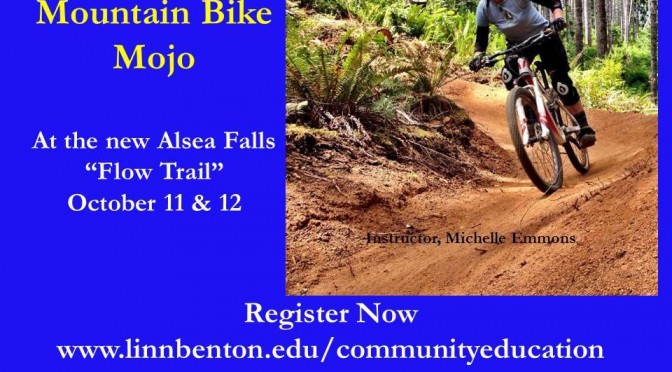 Mountain Bike
Mojo
At the new Alsea Falls
“Flow Trail”
October 11 & 12
Instructor, Michelle Emmons
Register Now
www.linnbenton.edu/communityeducation